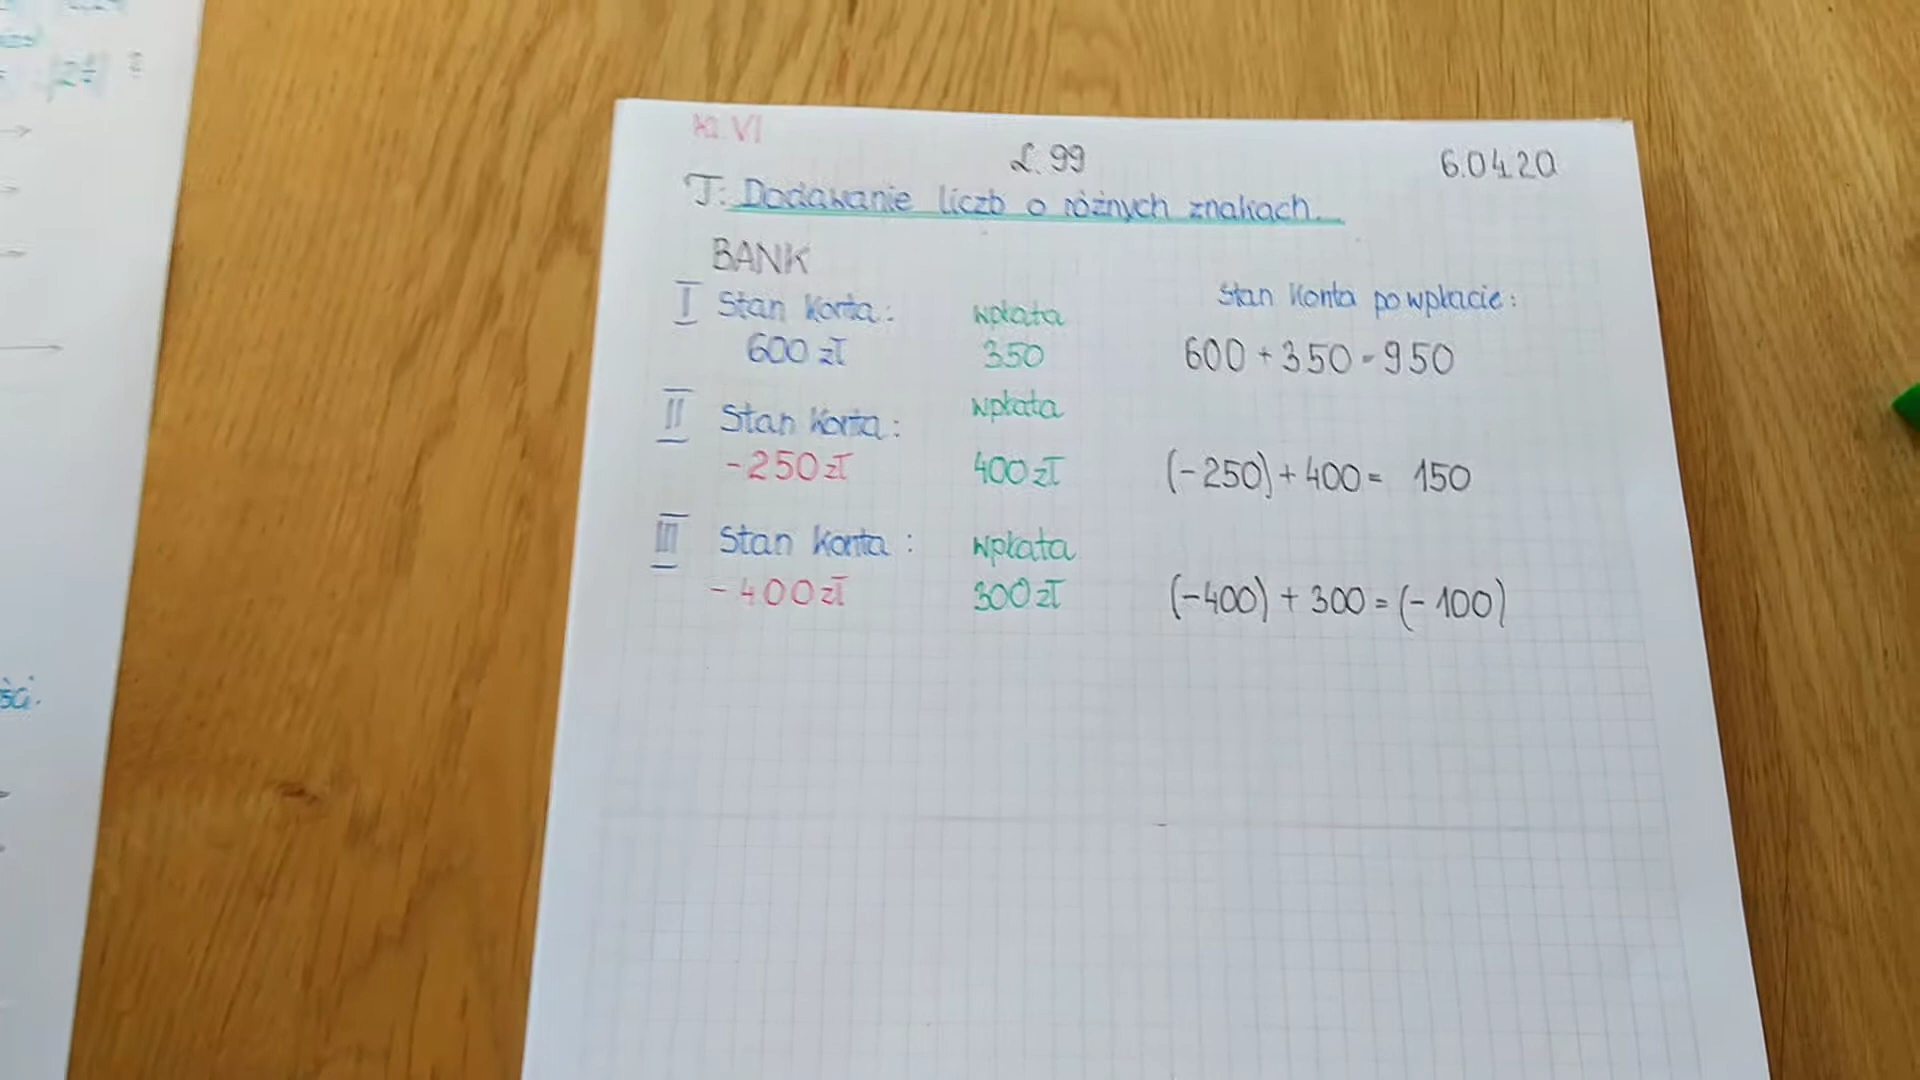 Kl. VI
L. 99
6.04.20
T: Dodawanie liczb o różnych znakach.
BANK
I Stan konta: wpłata Stan konta po wpłacie:
600 zł 350 600 + 350 = 950
II Stan konta: wpłata
-250 zł 400 zł (-250) + 400 = 150
III Stan konta: wpłata
-400 zł 300 zł (-400) + 300 = (-100)